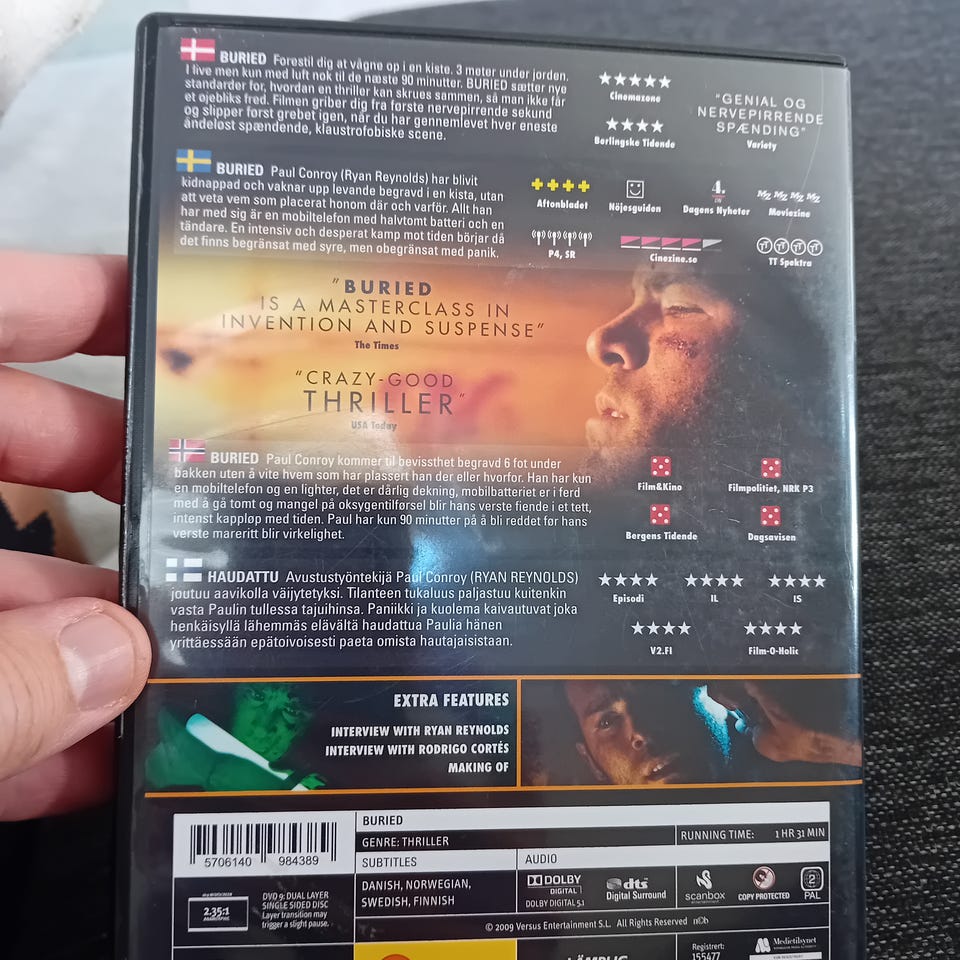 BURIED Forestil dig at vågne op i en kiste. 3 meter under jorden.
I live men kun med luft nok til de næste 90 minutter. BURIED sætter nye
standarder for, hvordan en thriller kan skrues sammen, så man ikke får
et øjebliks fred. Filmen griber dig fra første nervepirrende sekund
og slipper først grebet igen, når du har gennemlevet hver eneste
åndeløst spændende, klaustrofobiske scene.
★★★★★
Cinemazone
★★★★
Berlingske Tidende
"GENIAL OG
NERVEPIRRENDE
SPÆNDING"
Variety
BURIED Paul Conroy (Ryan Reynolds) har blivit
kidnappad och vaknar upp levande begravd i en kista, utan
att veta vem som placerat honom där och varför. Allt han
har med sig är en mobiltelefon med halvtomt batteri och en
tändare. En intensiv och desperat kamp mot tiden börjar då
det finns begränsat med syre, men obegränsat med panik.
Aftonbladet
Nöjesguiden
4.
DN
Dagens Nyheter
Mz Mz Mz Mz
Moviezine
P4, SR
Cinezine.se
TT TT TT TT
TT Spektra
"BURIED
IS A MASTERCLASS IN
INVENTION AND SUSPENSE"
The Times
"CRAZY-GOOD
THRILLER"
USA Today
BURIED Paul Conroy kommer til bevissthet begravd 6 fot under
bakken uten å vite hvem som har plassert han der eller hvorfor. Han har kun
en mobiltelefon og en lighter, det er dårlig dekning, mobilbatteriet er i ferd
med å gå tomt og mangel på oksygentilførsel blir hans verste fiende i et tett,
intenst kappløp med tiden. Paul har kun 90 minutter på å bli reddet før hans
verste mareritt blir virkelighet.
Film&Kino
Filmpolitiet, NRK P3
Bergens Tidende
Dagsavisen
HAUDATTU Avustustyöntekijä Paul Conroy (RYAN REYNOLDS)
joutuu aavikolla väijytetyksi. Tilanteen tukaluus paljastuu kuitenkin
vasta Paulin tullessa tajuihinsa. Paniikki ja kuolema kaivautuvat joka
henkäisyllä lähemmäs elävältä haudattua Paulia hänen
yrittäessään epätoivoisesti paeta omista hautajaisistaan.
★★★★
Episodi
★★★★
IL
★★★★
IS
★★★★
V2.FI
★★★★
Film-O-Holic
EXTRA FEATURES
INTERVIEW WITH RYAN REYNOLDS
INTERVIEW WITH RODRIGO CORTÉS
MAKING OF
5706140 984389
BURIED
GENRE: THRILLER
RUNNING TIME: 1 HR 31 MIN
SUBTITLES
AUDIO
DANISH, NORWEGIAN,
SWEDISH, FINNISH
DOLBY
DIGITAL
DOLBY DIGITAL 5.1
dts
Digital Surround
scanbox
entertainment
COPY PROTECTED
2
PAL
2.35:1
DVD 9: DUAL LAYER
SINGLE SIDED DISC
Layer transition may
trigger a slight pause.
© 2009 Versus Entertainment S.L. All Rights Reserved nCb
Registrert:
155477
Medietilsynet